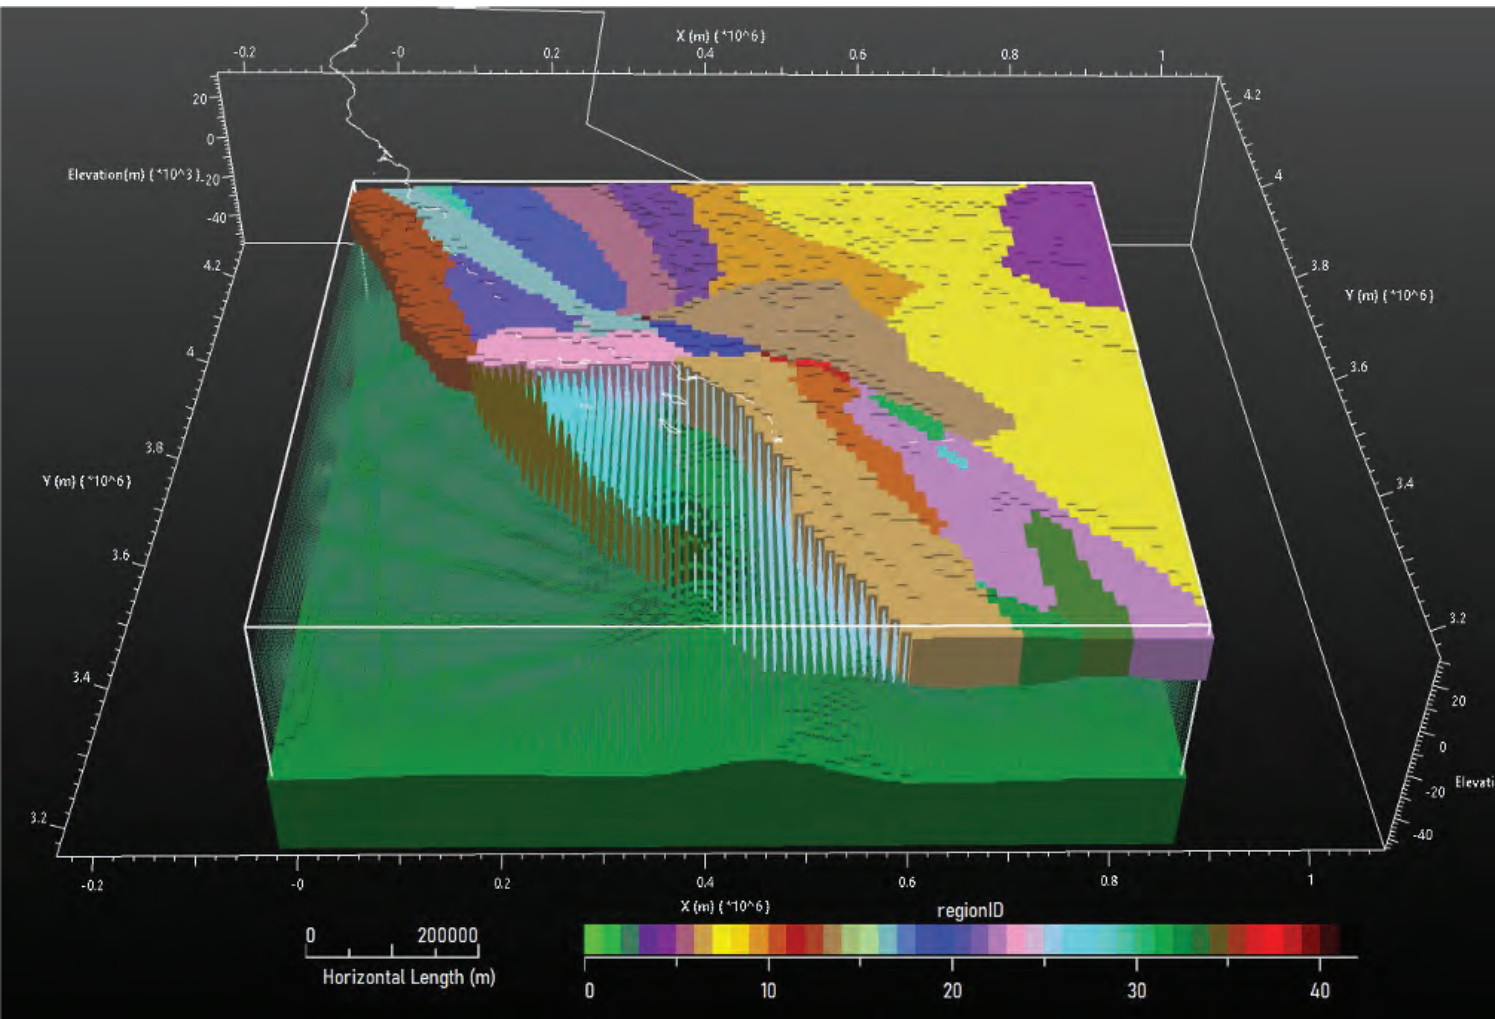 X (m) ( *10^6)
-0.2 -0 0.2 0.4 0.6 0.8 1
20
0
Elevation(m) ( *10^3)
-20
-40
4.2
4
3.8
Y (m) ( *10^6)
3.6
3.4
3.2
4.2
4
3.8
Y (m) ( *10^6)
3.6
3.4
3.2
20
0
-20 Elevati
-40
-0.2 -0 0.2 0.4 0.6 0.8 1
X (m) ( *10^6)
regionID
0 200000
Horizontal Length (m)
0 10 20 30 40